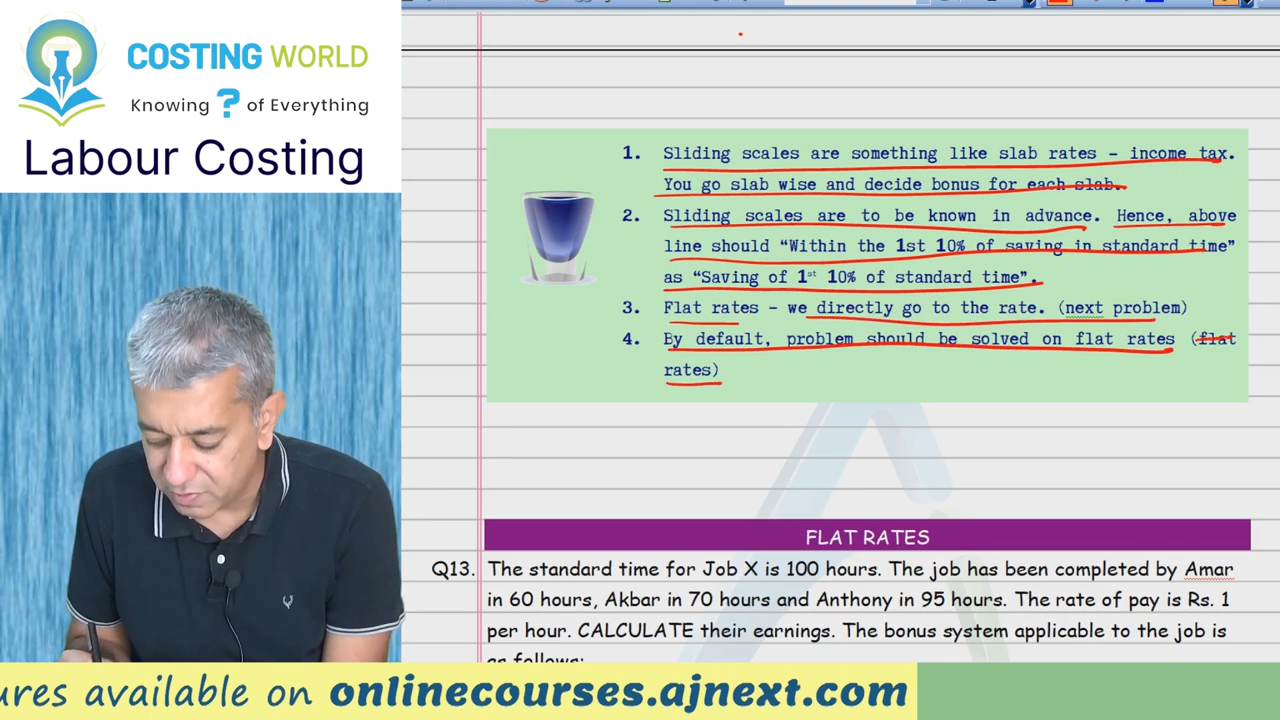 COSTING WORLD
Knowing ? of Everything
Labour Costing
1. Sliding scales are something like slab rates – income tax.
You go slab wise and decide bonus for each slab.
2. Sliding scales are to be known in advance. Hence, above
line should “Within the 1st 10% of saving in standard time”
as “Saving of 1st 10% of standard time”.
3. Flat rates – we directly go to the rate. (next problem)
4. By default, problem should be solved on flat rates (flat
rates)
FLAT RATES
Q13. The standard time for Job X is 100 hours. The job has been completed by Amar
in 60 hours, Akbar in 70 hours and Anthony in 95 hours. The rate of pay is Rs. 1
per hour. CALCULATE their earnings. The bonus system applicable to the job is
as follows:
ures available on onlinecourses.ajnext.com